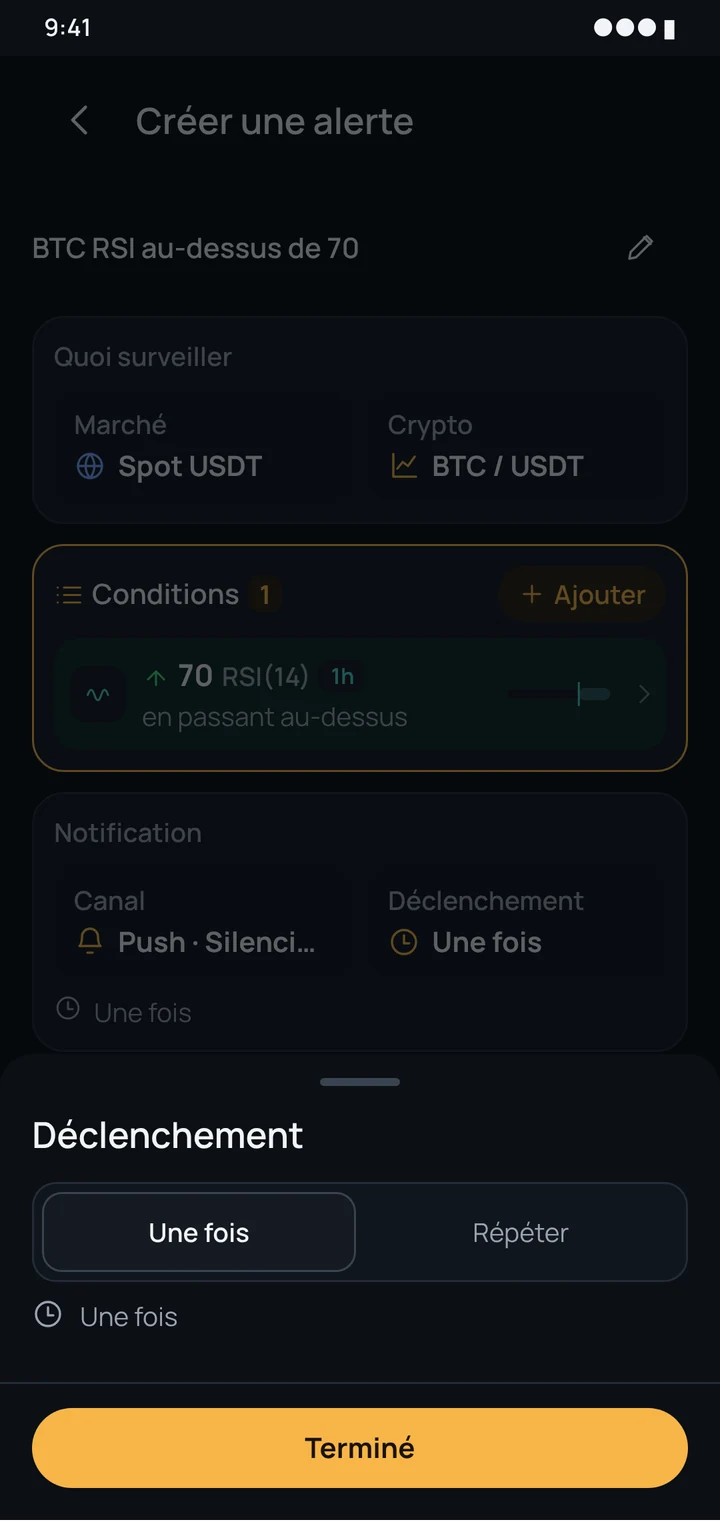 9:41
Créer une alerte
BTC RSI au-dessus de 70
Quoi surveiller
Marché
Crypto
Spot USDT
BTC / USDT
Conditions 1
+ Ajouter
↑ 70 RSI(14) 1h
en passant au-dessus
Notification
Canal
Déclenchement
Push · Silenci…
Une fois
Une fois
Déclenchement
Une fois
Répéter
Une fois
Terminé